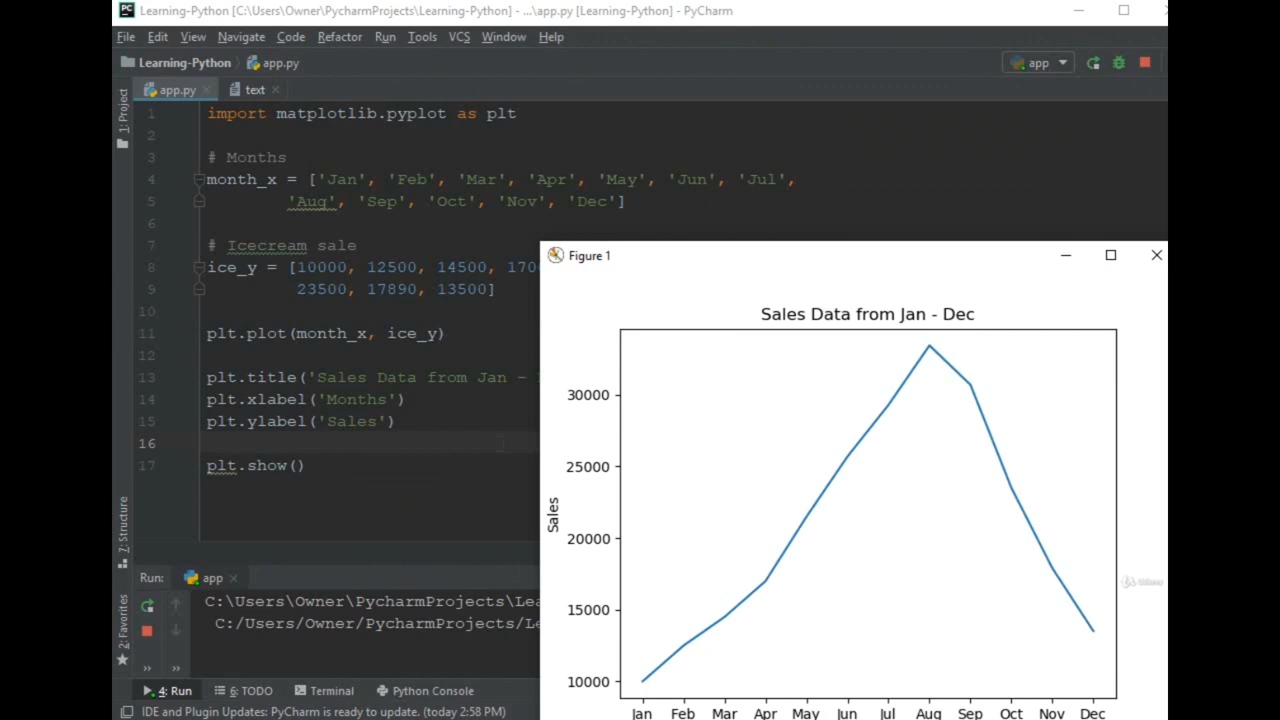 Learning-Python [C:\Users\Owner\PycharmProjects\Learning-Python] - ...\app.py [Learning-Python] - PyCharm
File Edit View Navigate Code Refactor Run Tools VCS Window Help
Learning-Python app.py app
1: Project
app.py text
1 import matplotlib.pyplot as plt
2
3 # Months
4 month_x = ['Jan', 'Feb', 'Mar', 'Apr', 'May', 'Jun', 'Jul',
5 'Aug', 'Sep', 'Oct', 'Nov', 'Dec']
6
7 # Icecream sale
8 ice_y = [10000, 12500, 14500,
9 23500, 17890, 13500]
10
11 plt.plot(month_x, ice_y)
12
13 plt.title('Sales Data from Jan -
14 plt.xlabel('Months')
15 plt.ylabel('Sales')
16
17 plt.show()
7: Structure
2: Favorites
Run: app
C:\Users\Owner\PycharmProjects\Lea
C:/Users/Owner/PycharmProjects/Le
4: Run 6: TODO Terminal Python Console
IDE and Plugin Updates: PyCharm is ready to update. (today 2:58 PM)
Figure 1
Sales Data from Jan - Dec
Sales
30000
25000
20000
15000
10000
Jan Feb Mar Apr May Jun Jul Aug Sep Oct Nov Dec